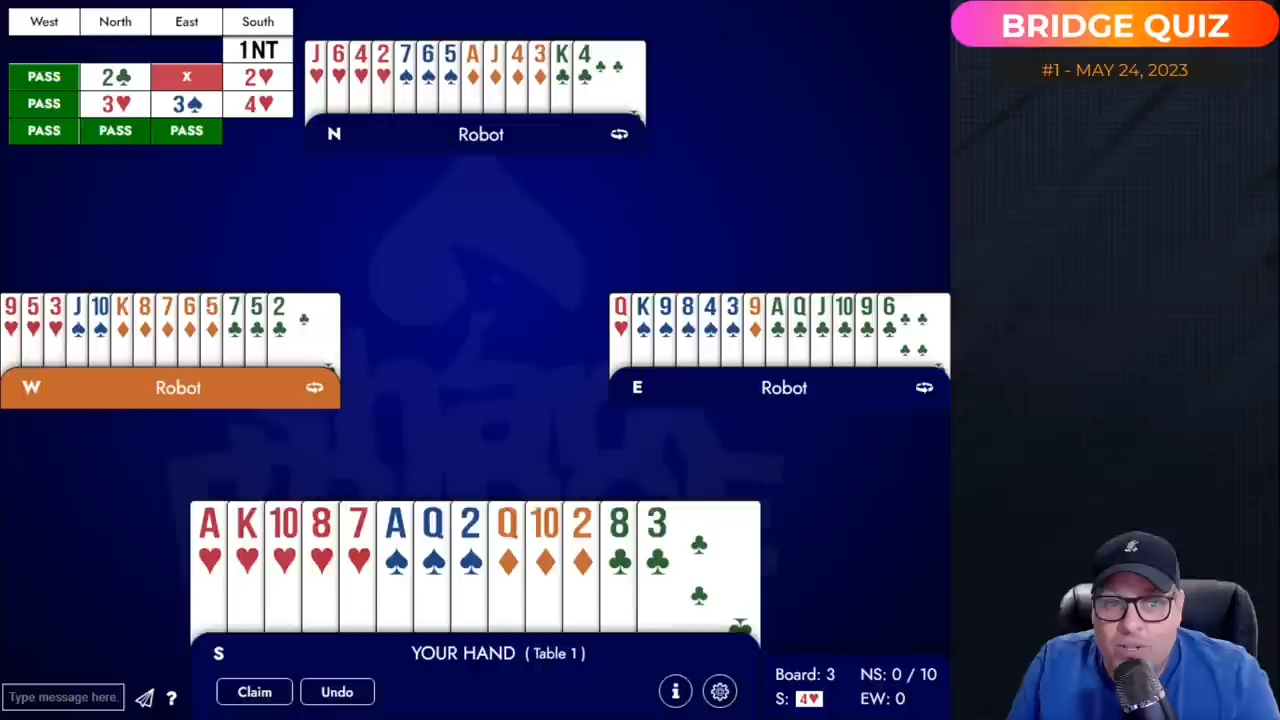 West North East South
1NT
PASS 2♣ X 2♥
PASS 3♥ 3♠ 4♥
PASS PASS PASS
J♥ 6♥ 4♥ 2♥ 7♠ 6♠ 5♠ A♦ J♦ 4♦ 3♦ K♣ 4♣
N Robot
BRIDGE QUIZ
#1 - MAY 24, 2023
9♥ 5♥ 3♥ J♠ 10♠ K♦ 8♦ 7♦ 6♦ 5♦ 7♣ 5♣ 2♣
W Robot
Q♥ K♠ 9♠ 8♠ 4♠ 3♠ 9♦ A♣ Q♣ J♣ 10♣ 9♣ 6♣
E Robot
A♥ K♥ 10♥ 8♥ 7♥ A♠ Q♠ 2♠ Q♦ 10♦ 2♦ 8♣ 3♣
S YOUR HAND ( Table 1 )
Claim Undo
Type message here. ?
i
Board: 3 NS: 0 / 10
S: 4♥ EW: 0